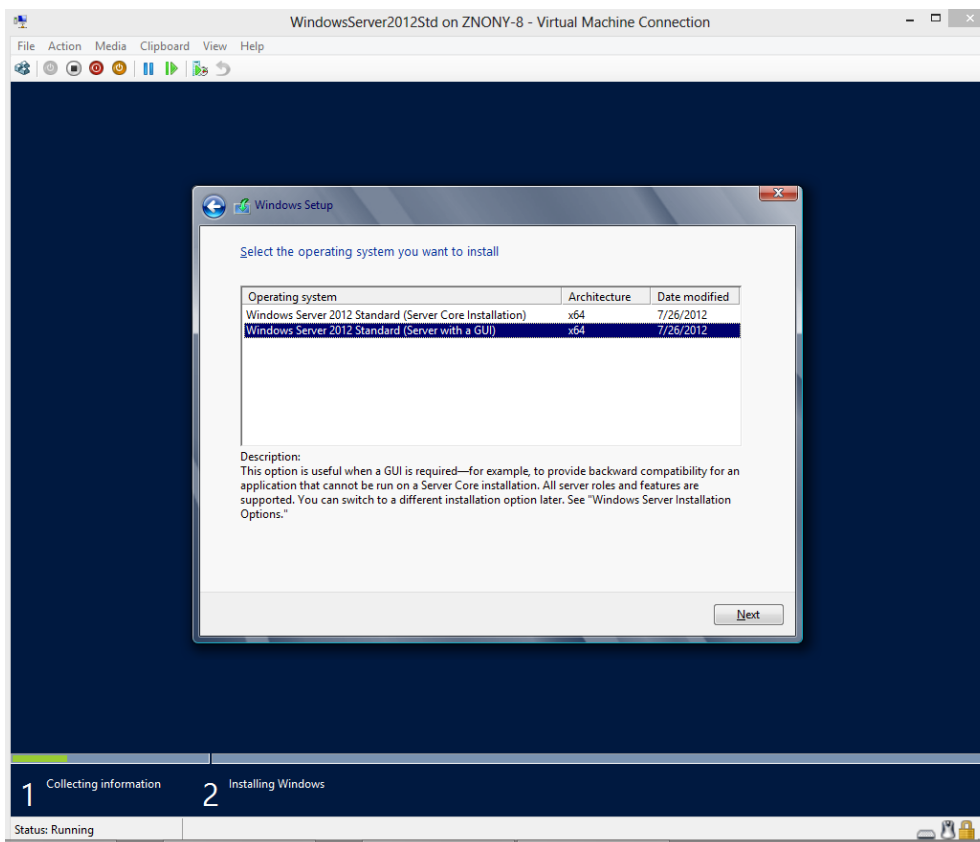 WindowsServer2012Std on ZNONY-8 - Virtual Machine Connection
File Action Media Clipboard View Help
Windows Setup
Select the operating system you want to install
Operating system Architecture Date modified
Windows Server 2012 Standard (Server Core Installation) x64 7/26/2012
Windows Server 2012 Standard (Server with a GUI) x64 7/26/2012
Description:
This option is useful when a GUI is required—for example, to provide backward compatibility for an
application that cannot be run on a Server Core installation. All server roles and features are
supported. You can switch to a different installation option later. See "Windows Server Installation
Options."
Next
1 Collecting information 2 Installing Windows
Status: Running